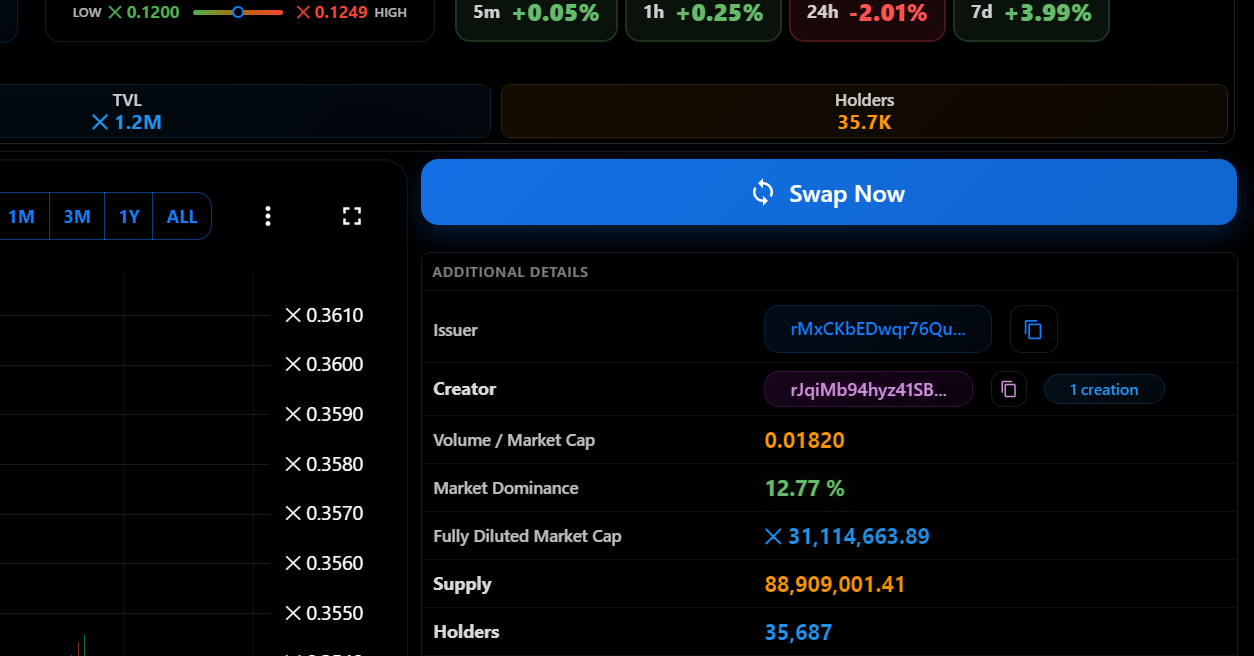 LOW ✕ 0.1200 ✕ 0.1249 HIGH
5m +0.05%
1h +0.25%
24h -2.01%
7d +3.99%
TVL
✕ 1.2M
Holders
35.7K
1M 3M 1Y ALL
Swap Now
✕ 0.3610
✕ 0.3600
✕ 0.3590
✕ 0.3580
✕ 0.3570
✕ 0.3560
✕ 0.3550
ADDITIONAL DETAILS
Issuer rMxCKbEDwqr76Qu...
Creator rJqiMb94hyz41SB... 1 creation
Volume / Market Cap 0.01820
Market Dominance 12.77 %
Fully Diluted Market Cap ✕ 31,114,663.89
Supply 88,909,001.41
Holders 35,687